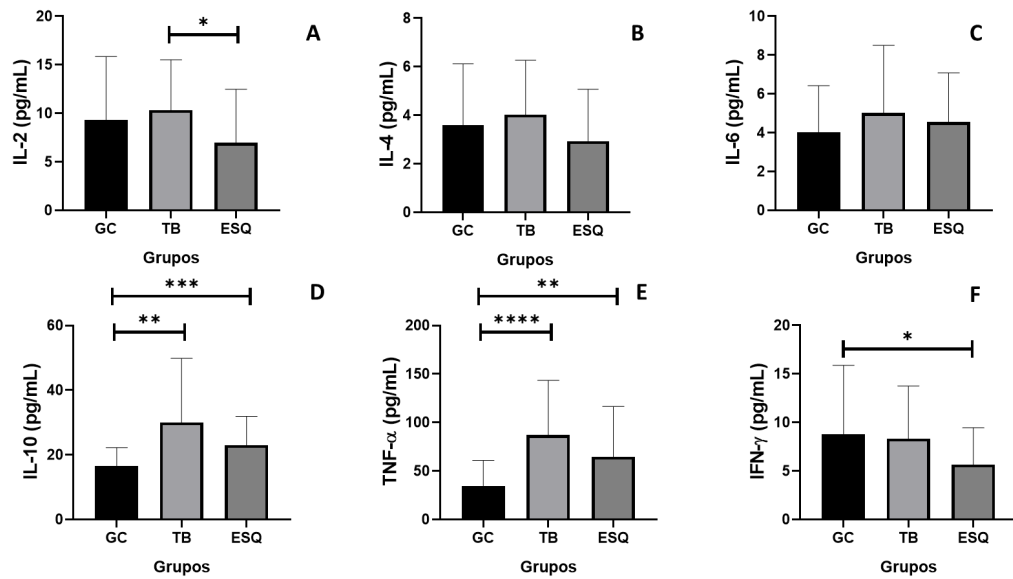 A
*
IL-2 (pg/mL)
20
15
10
5
0
GC TB ESQ
Grupos
B
IL-4 (pg/mL)
8
6
4
2
0
GC TB ESQ
Grupos
C
IL-6 (pg/mL)
10
8
6
4
2
0
GC TB ESQ
Grupos
D
***
**
IL-10 (pg/mL)
60
40
20
0
GC TB ESQ
Grupos
E
**
****
TNF-α (pg/mL)
200
150
100
50
0
GC TB ESQ
Grupos
F
*
IFN-γ (pg/mL)
20
15
10
5
0
GC TB ESQ
Grupos